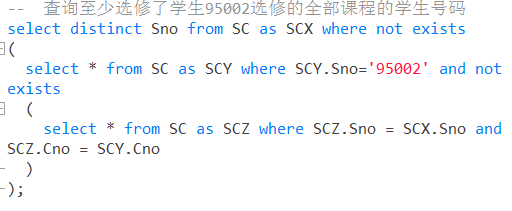 -- 查询至少选修了学生95002选修的全部课程的学生号码
select distinct Sno from SC as SCX where not exists
(
select * from SC as SCY where SCY.Sno='95002' and not
exists
(
select * from SC as SCZ where SCZ.Sno = SCX.Sno and
SCZ.Cno = SCY.Cno
)
);